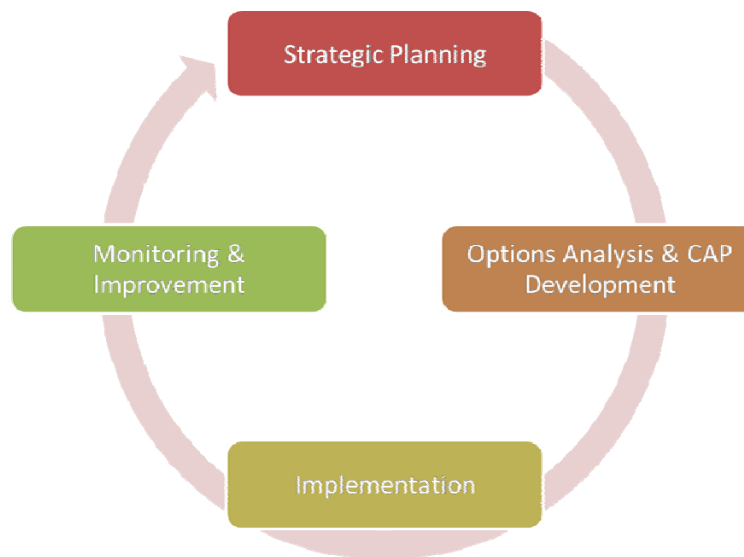 Strategic Planning
Options Analysis & CAP
Development
Implementation
Monitoring &
Improvement